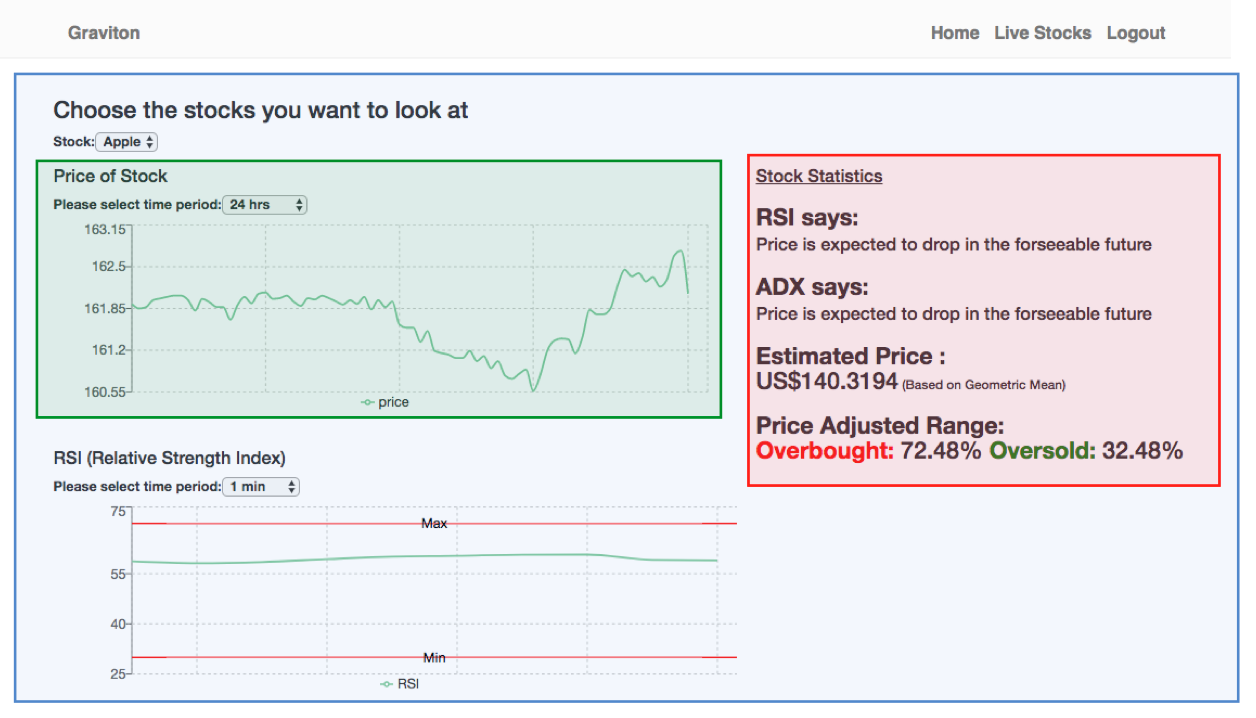 Graviton
Home Live Stocks Logout
Choose the stocks you want to look at
Stock: Apple
Price of Stock
Please select time period: 24 hrs
163.15
162.5
161.85
161.2
160.55
price
RSI (Relative Strength Index)
Please select time period: 1 min
75
Max
55
40
Min
25
RSI
Stock Statistics
RSI says:
Price is expected to drop in the forseeable future
ADX says:
Price is expected to drop in the forseeable future
Estimated Price :
US$140.3194 (Based on Geometric Mean)
Price Adjusted Range:
Overbought: 72.48% Oversold: 32.48%